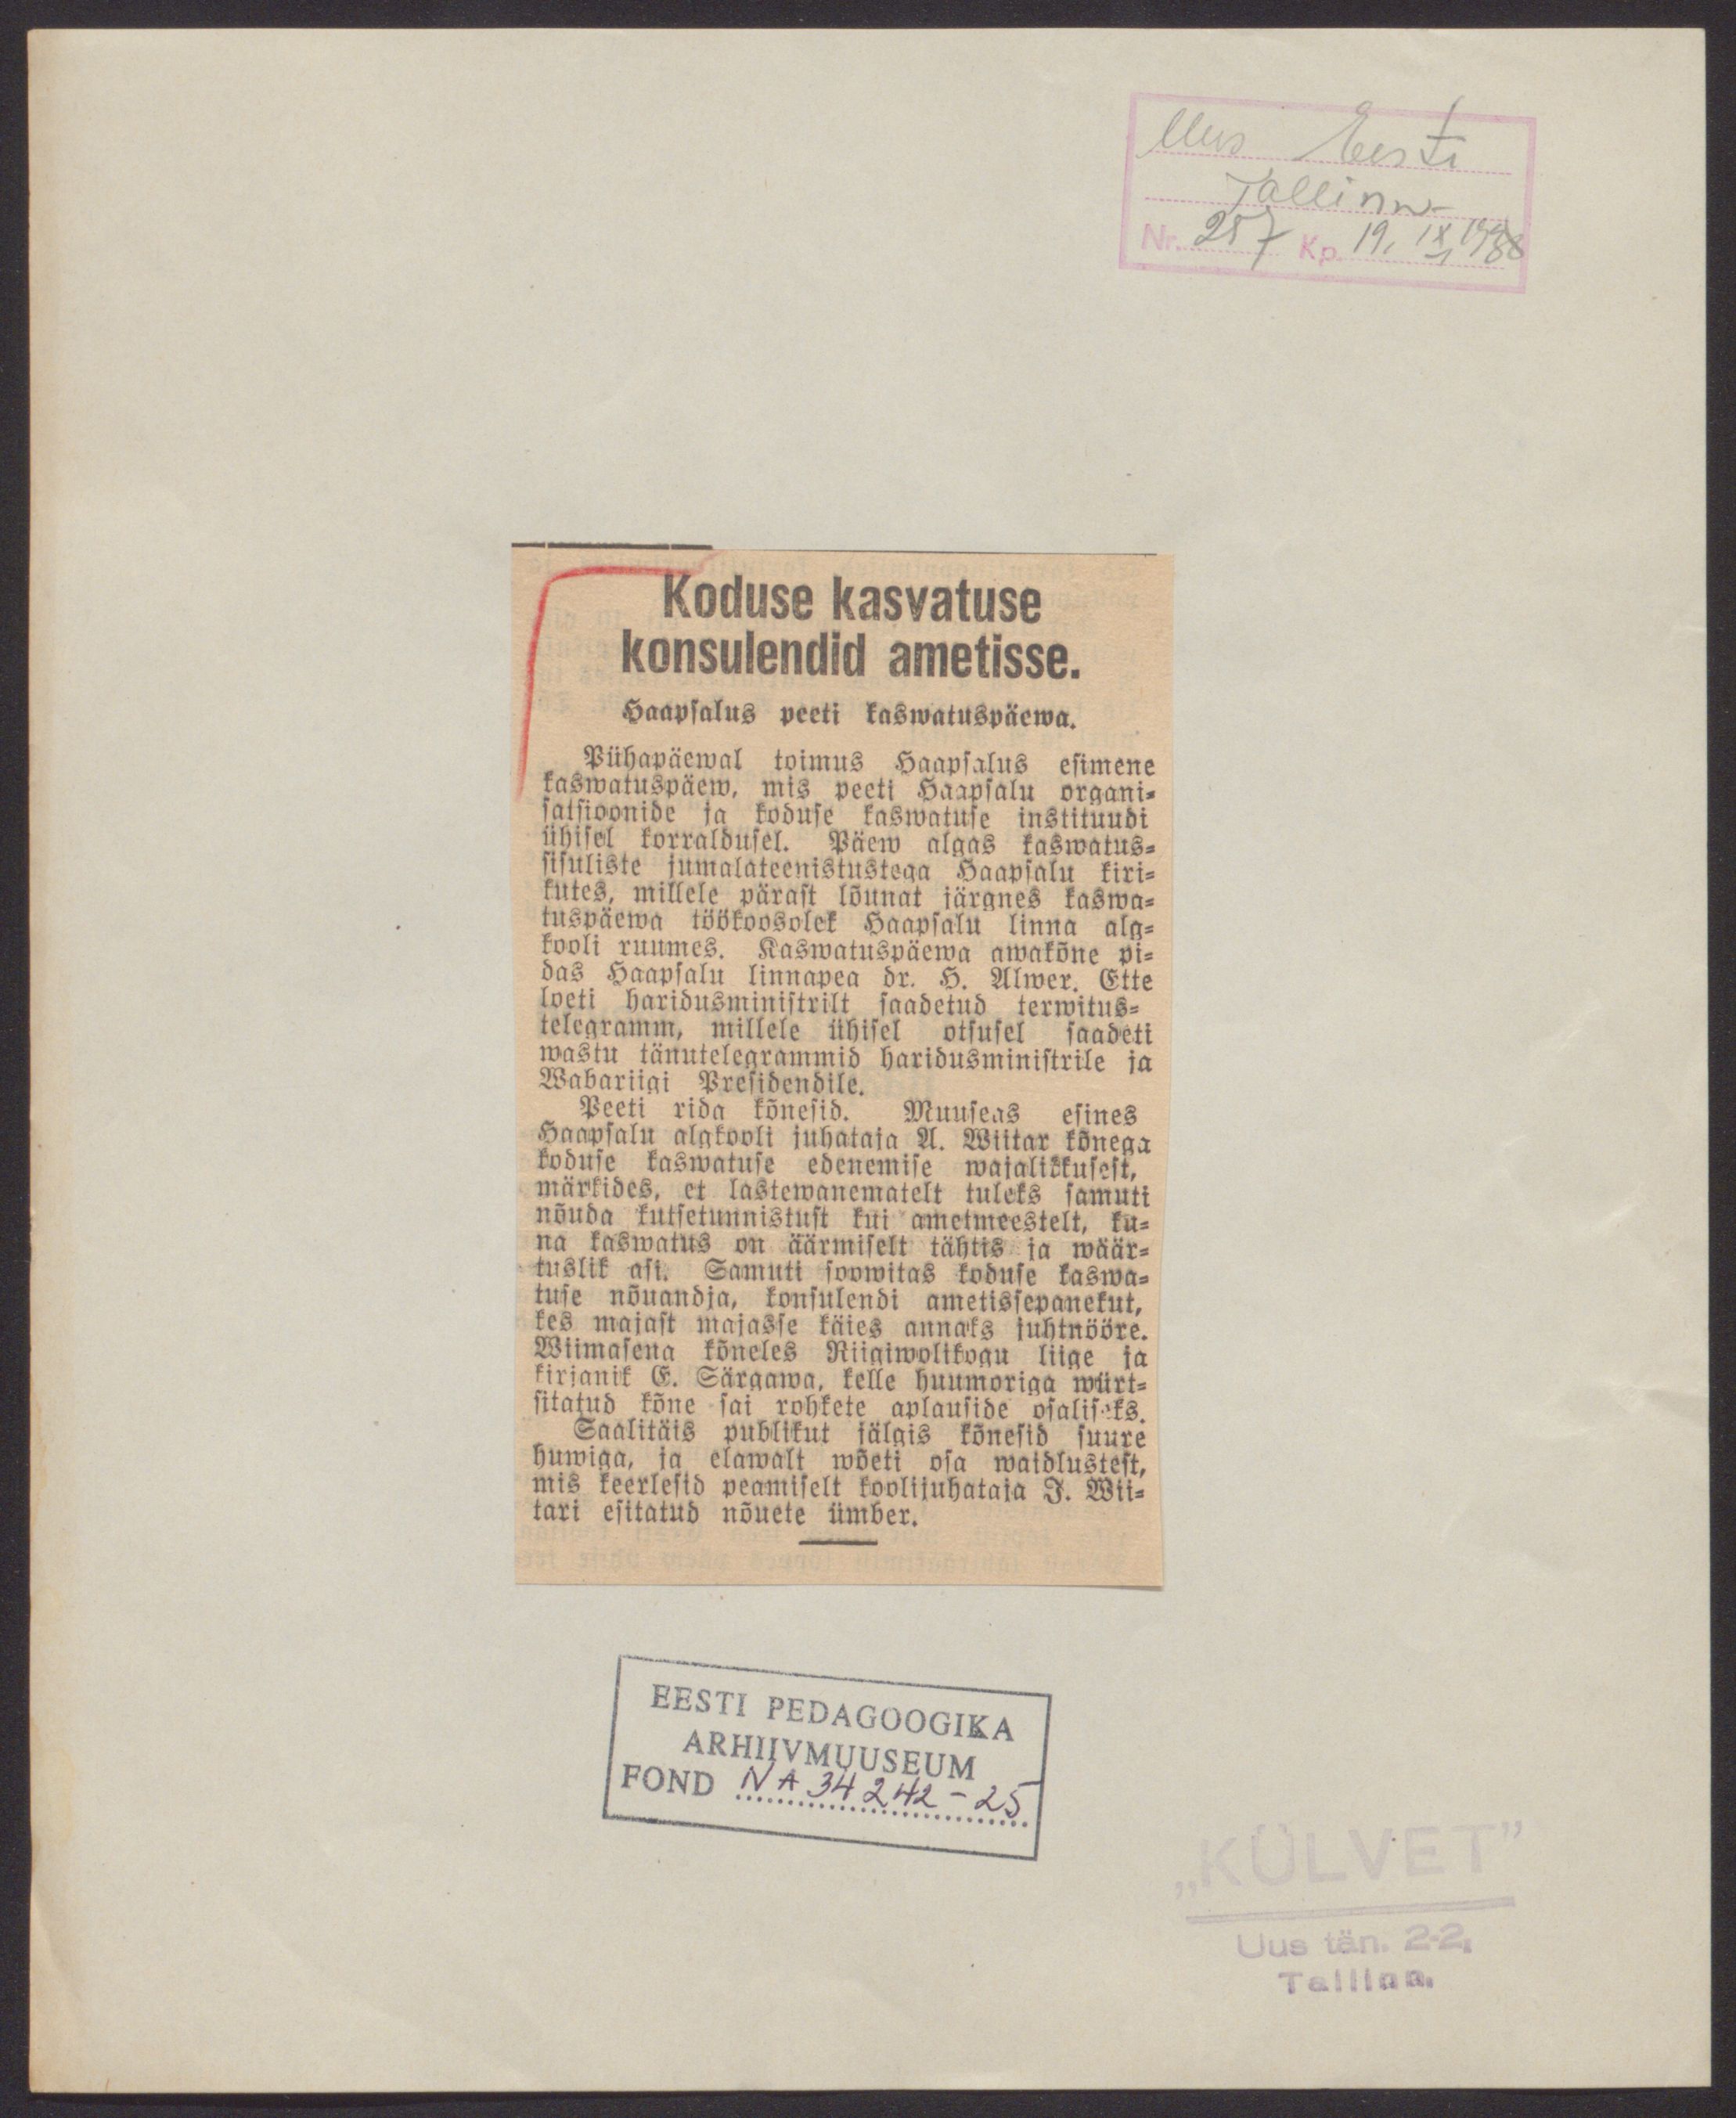 Uus Eesti
Tallinn
Nr. 257 Kp. 19. IX 1938
Koduse kasvatuse
konsulendid ametisse.
Haapsalus peeti kaswatuspäewa.
Pühapäewal toimus Haapsalus esimene
kaswatuspäew, mis peeti Haapsalu organi-
satsioonide ja koduse kaswatuse instituudi
ühisel korraldusel. Päew algas kaswatus-
sisuliste jumalateenistustega Haapsalu kiri-
kutes, millele pärast lõunat järgnes kaswa-
tuspäewa töökoosolek Haapsalu linna alg-
kooli ruumes. Kaswatuspäewa awakõne pi-
das Haapsalu linnapea dr. H. Alwer. Ette
loeti haridusministrilt saadetud terwitus-
telegramm, millele ühisel otsusel saadeti
wastu tänutelegrammid haridusministrile ja
Wabariigi Presidendile.
Peeti rida kõnesid. Muuseas esines
Haapsalu algkooli juhataja A. Wiitar kõnega
koduse kaswatuse edenemise wajalikkusest,
märkides, et lastewanematelt tuleks samuti
nõuda kutsetunnistust kui ametmeestelt, ku-
na kaswatus on äärmiselt tähtis ja wäär-
tuslik asi. Samuti soowitas koduse kaswa-
tuse nõuandja, konsulendi ametissepanekut,
kes majast majasse käies annaks juhtnööre.
Wiimasena kõneles Riigiwolikogu liige ja
kirjanik E. Särgawa, kelle huumoriga würt-
sitatud kõne sai rohkete aplauside osaliseks.
Saalitäis publikut jälgis kõnesid suure
huwiga, ja elawalt wõeti osa waidlustest,
mis keerlesid peamiselt koolijuhataja J. Wii-
tari esitatud nõuete ümber.
EESTI PEDAGOOGIKA
ARHIIVMUUSEUM
FOND NA 34242-25
„KÜLVET”
Uus tän. 2-2,
Tallinn.